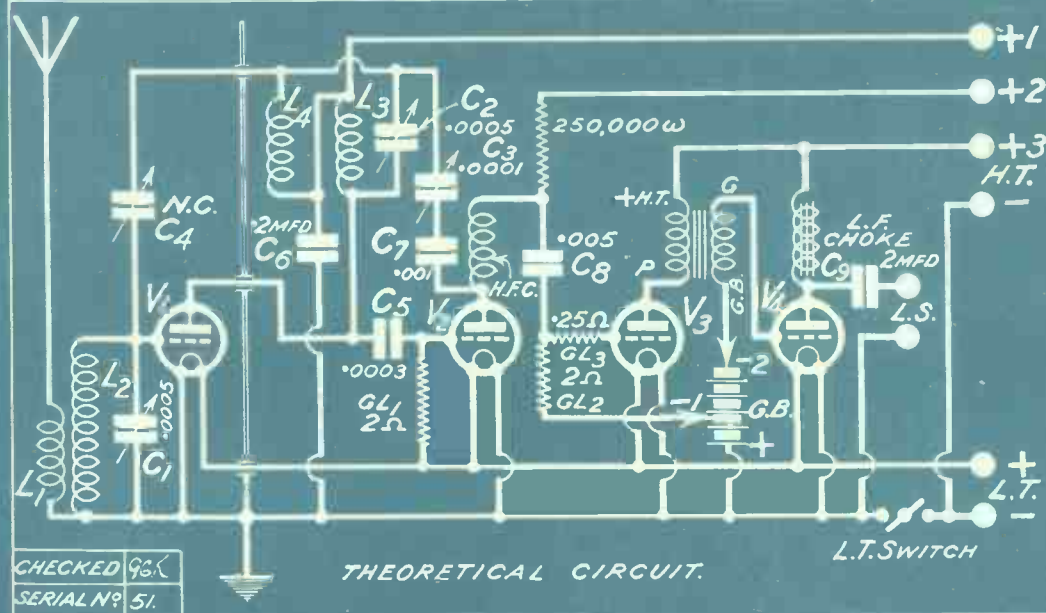 +1
+2
+3
H.T.
-
L4
L3
C2
.0005
C3
.0001
250,000ω
N.C.
C4
2MFD
C6
C7
.001
H.F.C.
.005
C8
+H.T.
G
P
G.B.
L.F.
CHOKE
C9
2MFD
L.S.
V1
V2
V3
V4
C5
.0003
.25Ω
GL3
2Ω
GL2
GL1
2Ω
-2
-1
G.B.
+
L2
.0005
C1
L1
+
L.T.
-
L.T. SWITCH
THEORETICAL CIRCUIT.
CHECKED
SERIAL Nº 51.